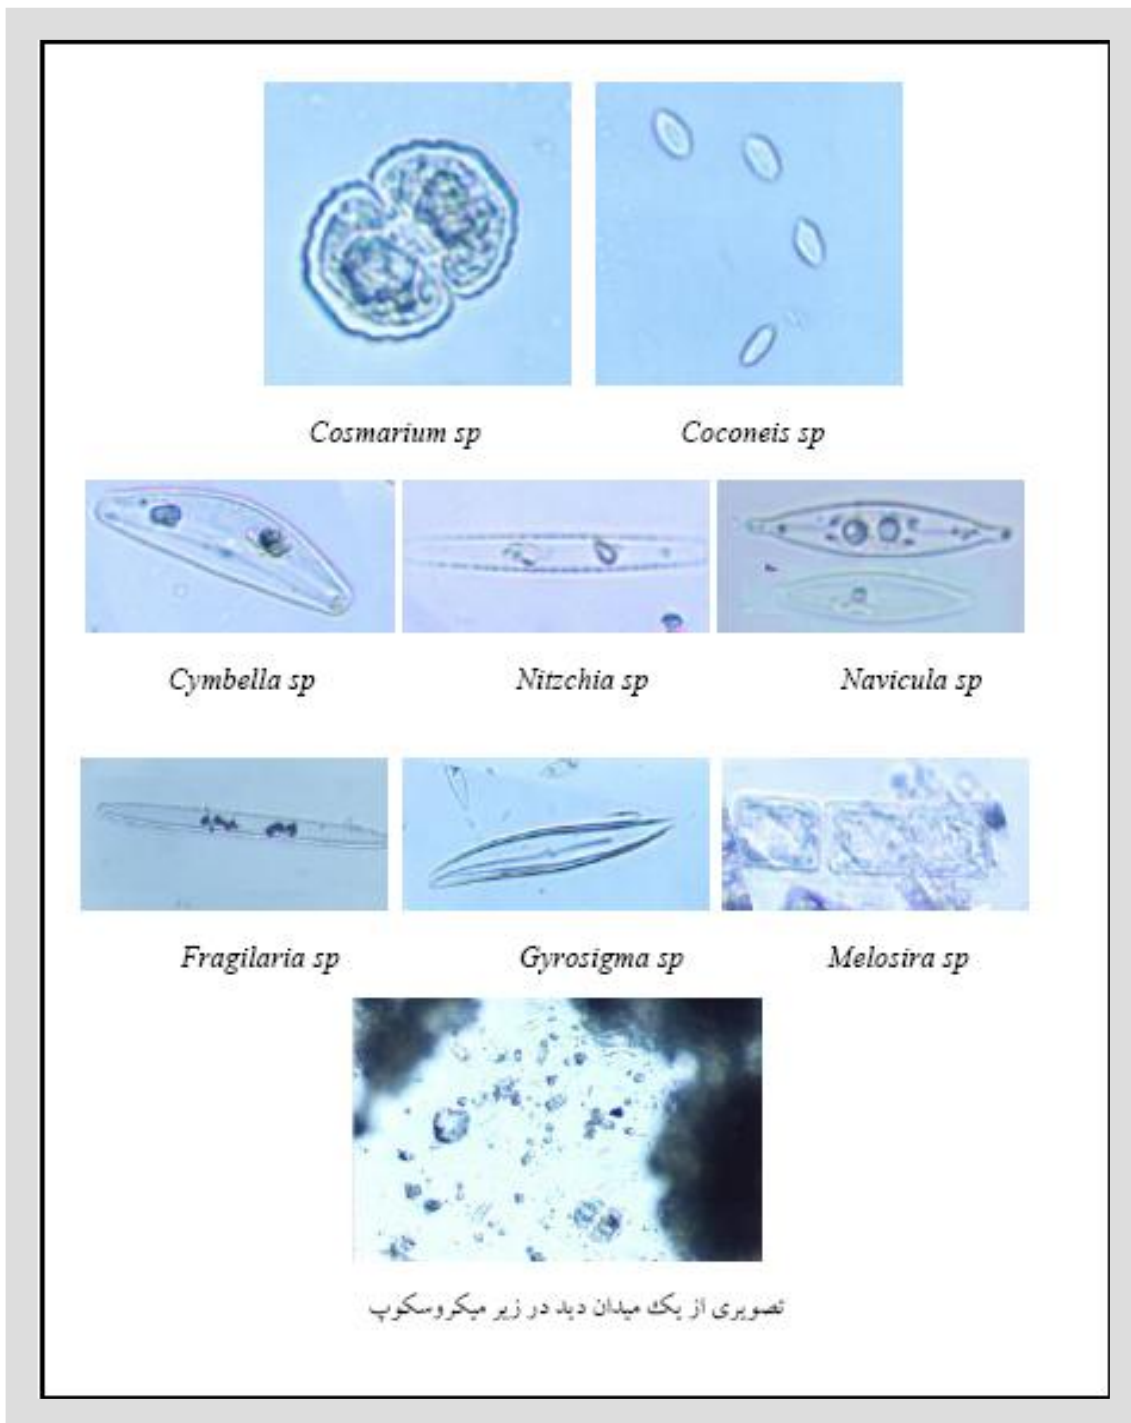 Cosmarium sp
Coconeis sp
Cymbella sp
Nitzchia sp
Navicula sp
Fragilaria sp
Gyrosigma sp
Melosira sp
تصویری از یک میدان دید در زیر میکروسکوپ